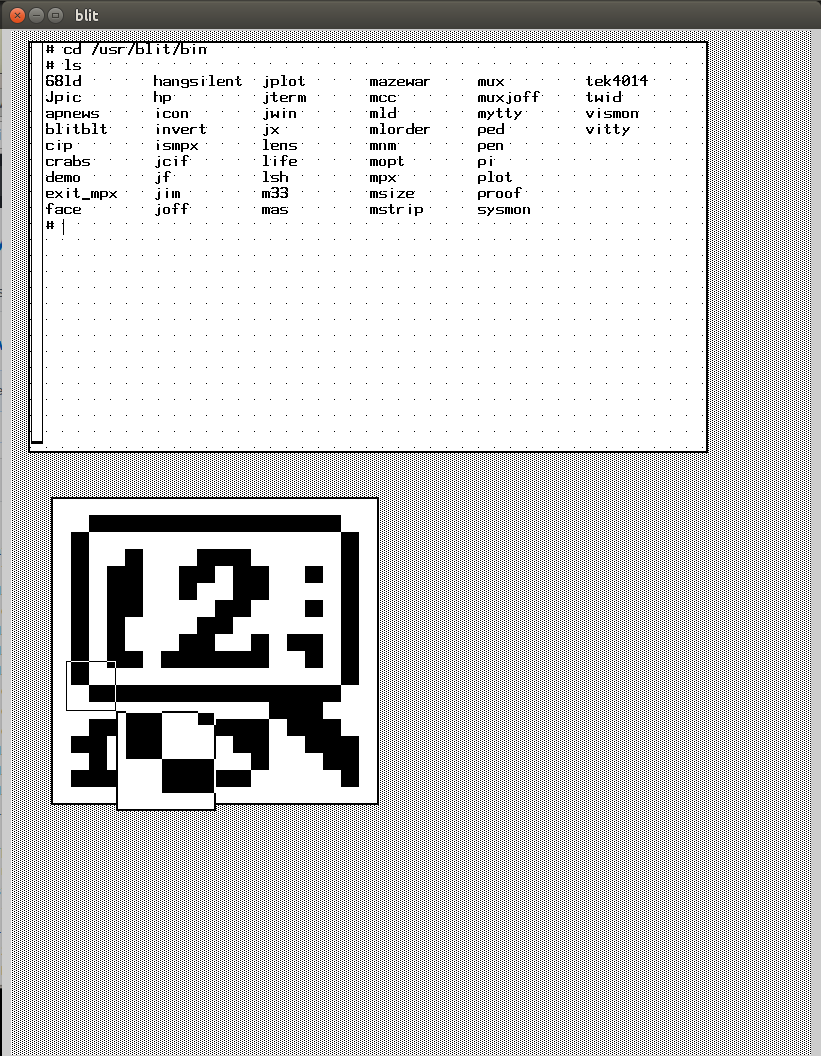 blit
# cd /usr/blit/bin
# ls
68ld hangsilent jplot mazewar mux tek4014
Jpic hp jterm mcc muxjoff twid
apnews icon jwin mld mytty vismon
blitblt invert jx mlorder ped vitty
cip ismpx lens mnm pen
crabs jcif life mopt pi
demo jf lsh mpx plot
exit_mpx jim m33 msize proof
face joff mas mstrip sysmon
#